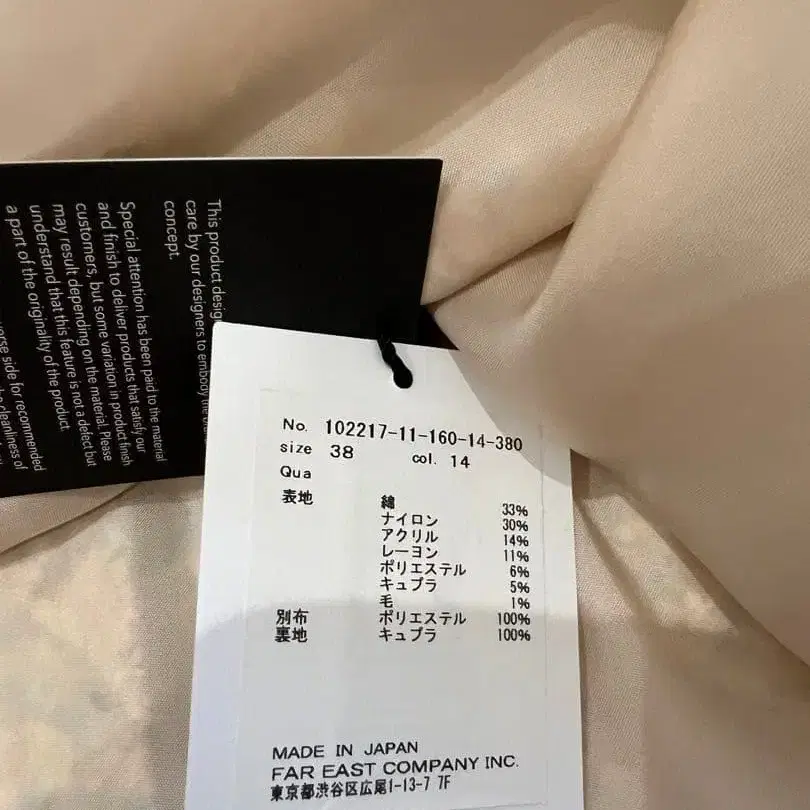 This product desig
care by our designers to embody the
concept.
Special attention has been paid to the material
and finish to deliver products that satisfy our
customers, but some variation in product finish
may result depending on the material. Please
understand that this feature is not a defect but
a part of the originality of the product.
verse side for recommended
cleanliness of
No. 102217-11-160-14-380
size 38 col. 14
Qua
表地 綿 33%
ナイロン 30%
アクリル 14%
レーヨン 11%
ポリエステル 6%
キュプラ 5%
毛 1%
別布 ポリエステル 100%
裏地 キュプラ 100%
MADE IN JAPAN
FAR EAST COMPANY INC.
東京都渋谷区広尾1-13-7 7F